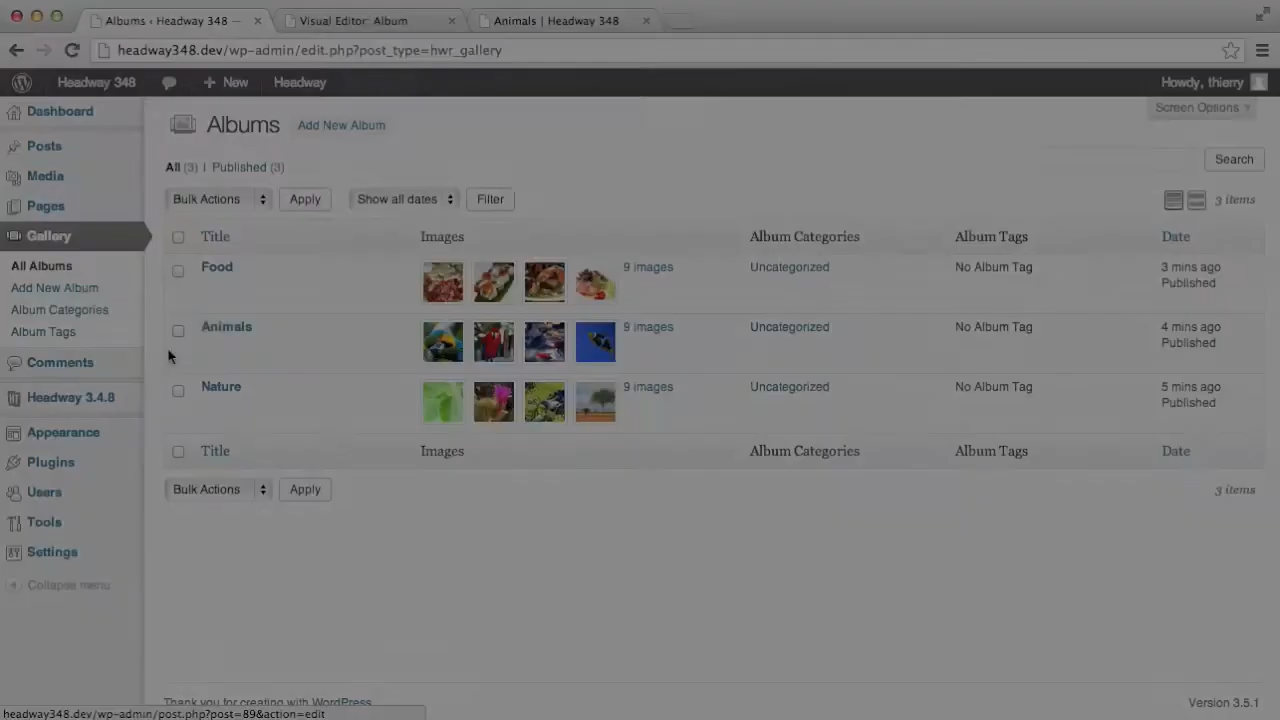 Albums ‹ Headway 348 —
Visual Editor: Album
Animals | Headway 348
headway348.dev/wp-admin/edit.php?post_type=hwr_gallery
Headway 348
+ New
Headway
Howdy, thierry
Dashboard
Posts
Media
Pages
Gallery
All Albums
Add New Album
Album Categories
Album Tags
Comments
Headway 3.4.8
Appearance
Plugins
Users
Tools
Settings
Collapse menu
Screen Options
Albums Add New Album
All (3) | Published (3)
Search
Bulk Actions Apply Show all dates Filter 3 items
Title Images Album Categories Album Tags Date
Food 9 images Uncategorized No Album Tag 3 mins ago
Published
Animals 9 images Uncategorized No Album Tag 4 mins ago
Published
Nature 9 images Uncategorized No Album Tag 5 mins ago
Published
Title Images Album Categories Album Tags Date
Bulk Actions Apply 3 items
Thank you for creating with WordPress.
Version 3.5.1
headway348.dev/wp-admin/post.php?post=89&action=edit